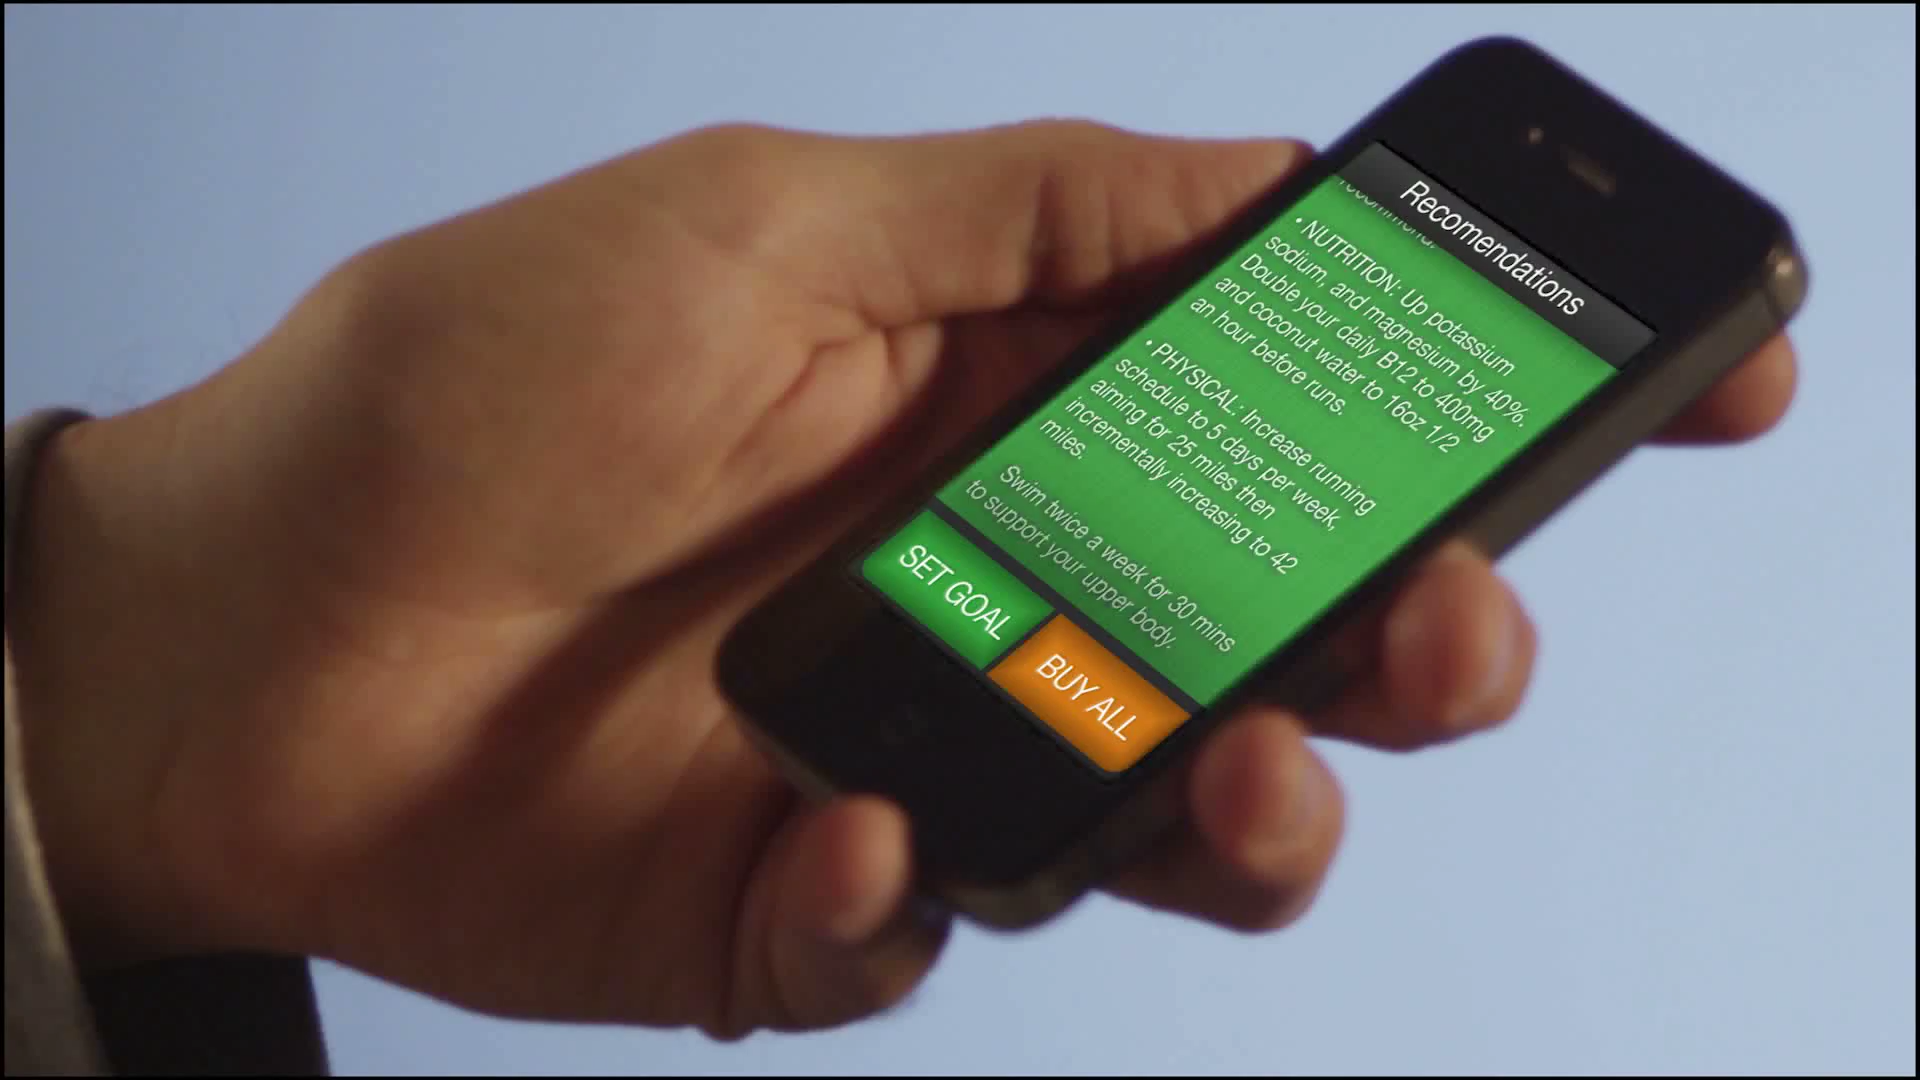 Recomendations
recommend:
• NUTRITION: Up potassium
sodium, and magnesium by 40%.
Double your daily B12 to 400mg
and coconut water to 16oz 1/2
an hour before runs.
• PHYSICAL: Increase running
schedule to 5 days per week,
aiming for 25 miles then
incrementally increasing to 42
miles.
Swim twice a week for 30 mins
to support your upper body.
SET GOAL
BUY ALL